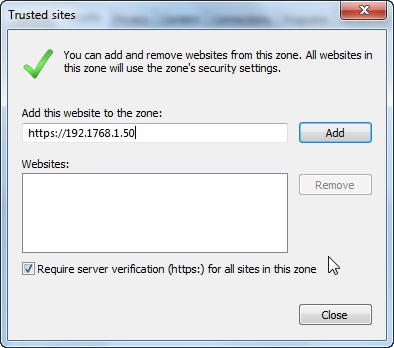 Trusted sites
You can add and remove websites from this zone. All websites in
this zone will use the zone's security settings.
Add this website to the zone:
https://192.1768.1.50
Add
Websites:
Remove
Require server verification (https:) for all sites in this zone
Close